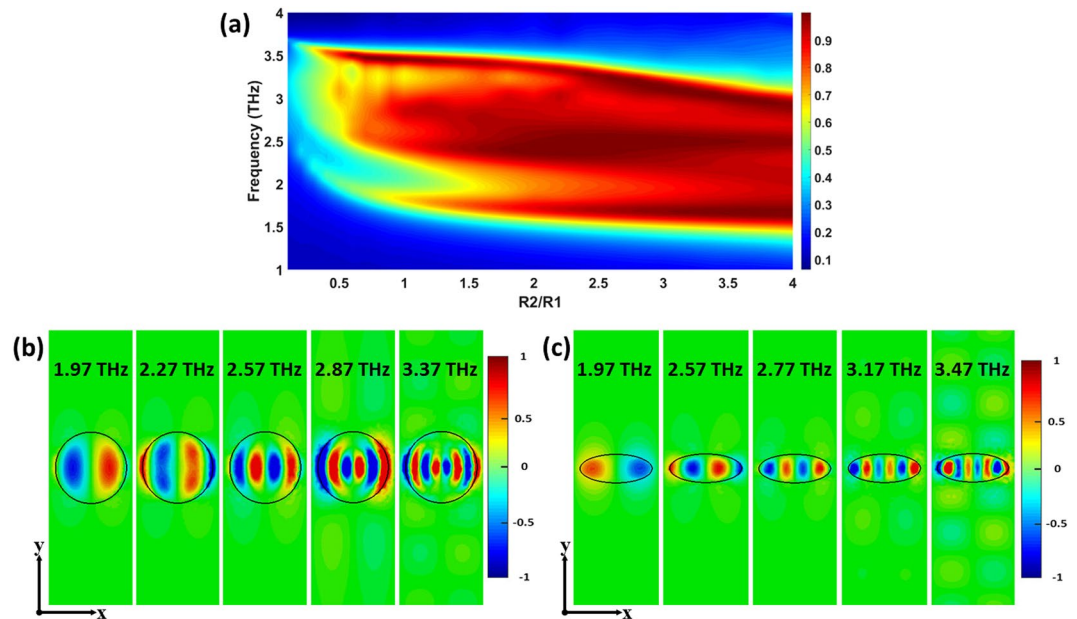 (a)
Frequency (THz)
4
3.5
3
2.5
2
1.5
1
0.5 1 1.5 2 2.5 3 3.5 4
R2/R1
0.9
0.8
0.7
0.6
0.5
0.4
0.3
0.2
0.1
(b)
1.97 THz 2.27 THz 2.57 THz 2.87 THz 3.37 THz
1
0.5
0
-0.5
-1
y
x
(c)
1.97 THz 2.57 THz 2.77 THz 3.17 THz 3.47 THz
1
0.5
0
-0.5
-1
y
x